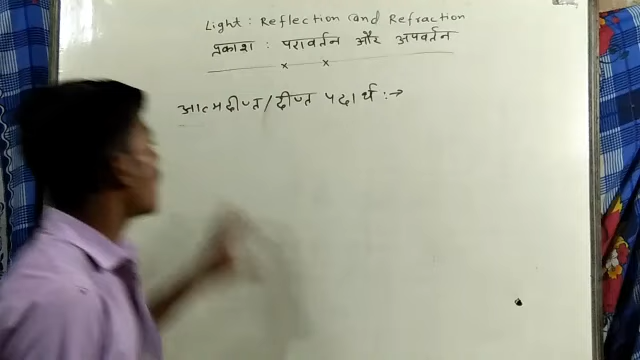 Light : Reflection and Refraction
प्रकाश : परावर्तन और अपवर्तन
x x
आत्मदीप्त/दीप्त पदार्थ :→